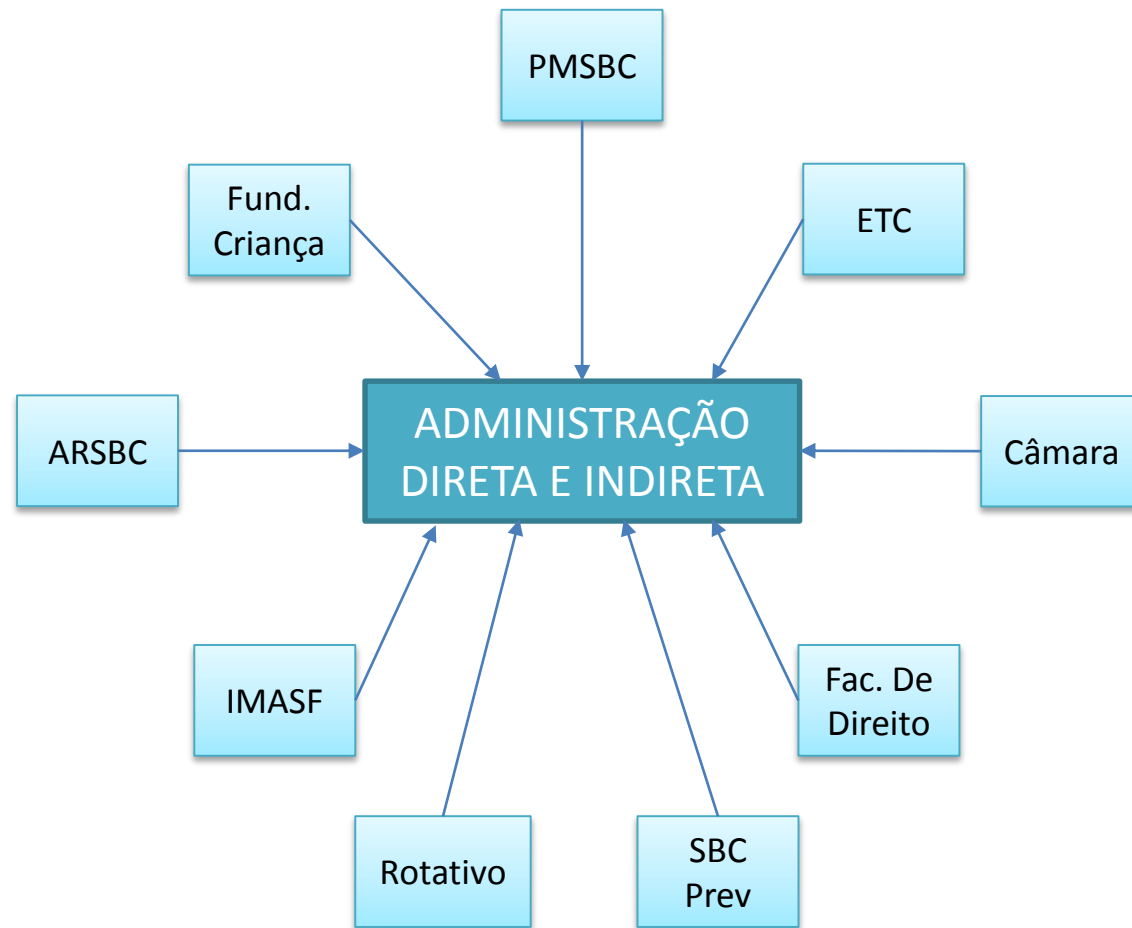 PMSBC
Fund.
Criança
ETC
ADMINISTRAÇÃO
DIRETA E INDIRETA
ARSBC
Câmara
IMASF
Fac. De
Direito
Rotativo
SBC
Prev